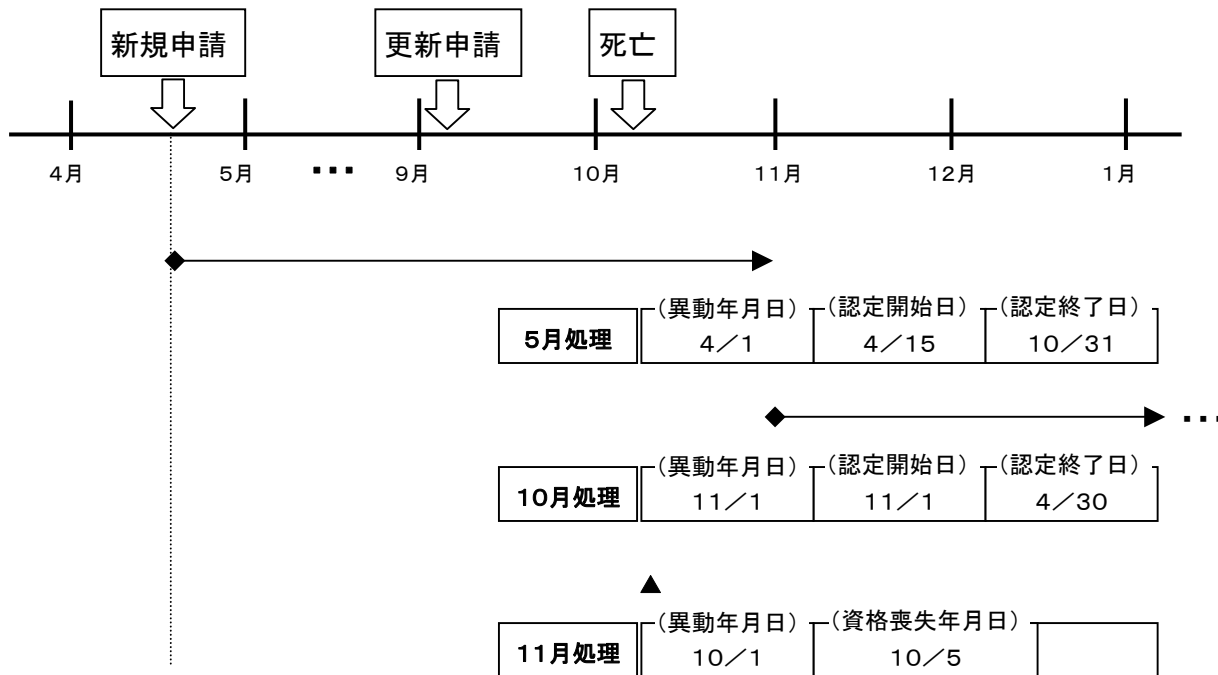 新規申請 更新申請 死亡
4月 5月 ・・・ 9月 10月 11月 12月 1月
(異動年月日) (認定開始日) (認定終了日)
5月処理 4／1 4／15 10／31
・・・
(異動年月日) (認定開始日) (認定終了日)
10月処理 11／1 11／1 4／30
(異動年月日) (資格喪失年月日)
11月処理 10／1 10／5